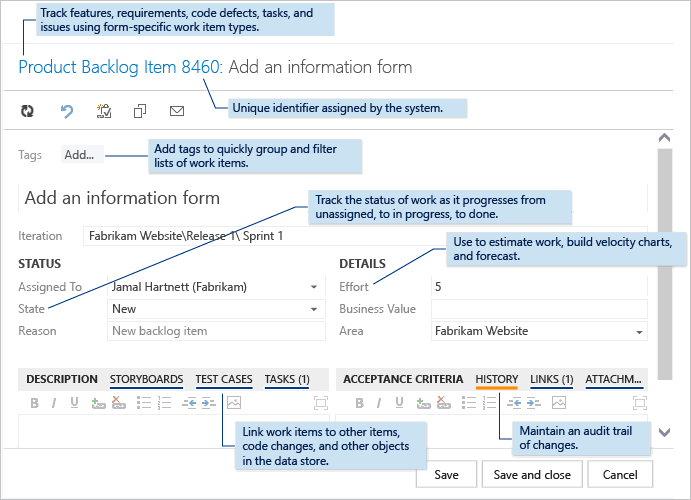 Track features, requirements, code defects, tasks, and
issues using form-specific work item types.
Product Backlog Item 8460: Add an information form
Unique identifier assigned by the system.
Tags Add...
Add tags to quickly group and filter
lists of work items.
Add an information form
Track the status of work as it progresses from
unassigned, to in progress, to done.
Iteration Fabrikam Website\Release 1\ Sprint 1
Use to estimate work, build velocity charts,
and forecast.
STATUS DETAILS
Assigned To Jamal Hartnett (Fabrikam) Effort 5
State New Business Value
Reason New backlog item Area Fabrikam Website
DESCRIPTION STORYBOARDS TEST CASES TASKS (1) ACCEPTANCE CRITERIA HISTORY LINKS (1) ATTACHM...
B I U B I U
Link work items to other items,
code changes, and other objects
in the data store.
Maintain an audit trail
of changes.
Save Save and close Cancel